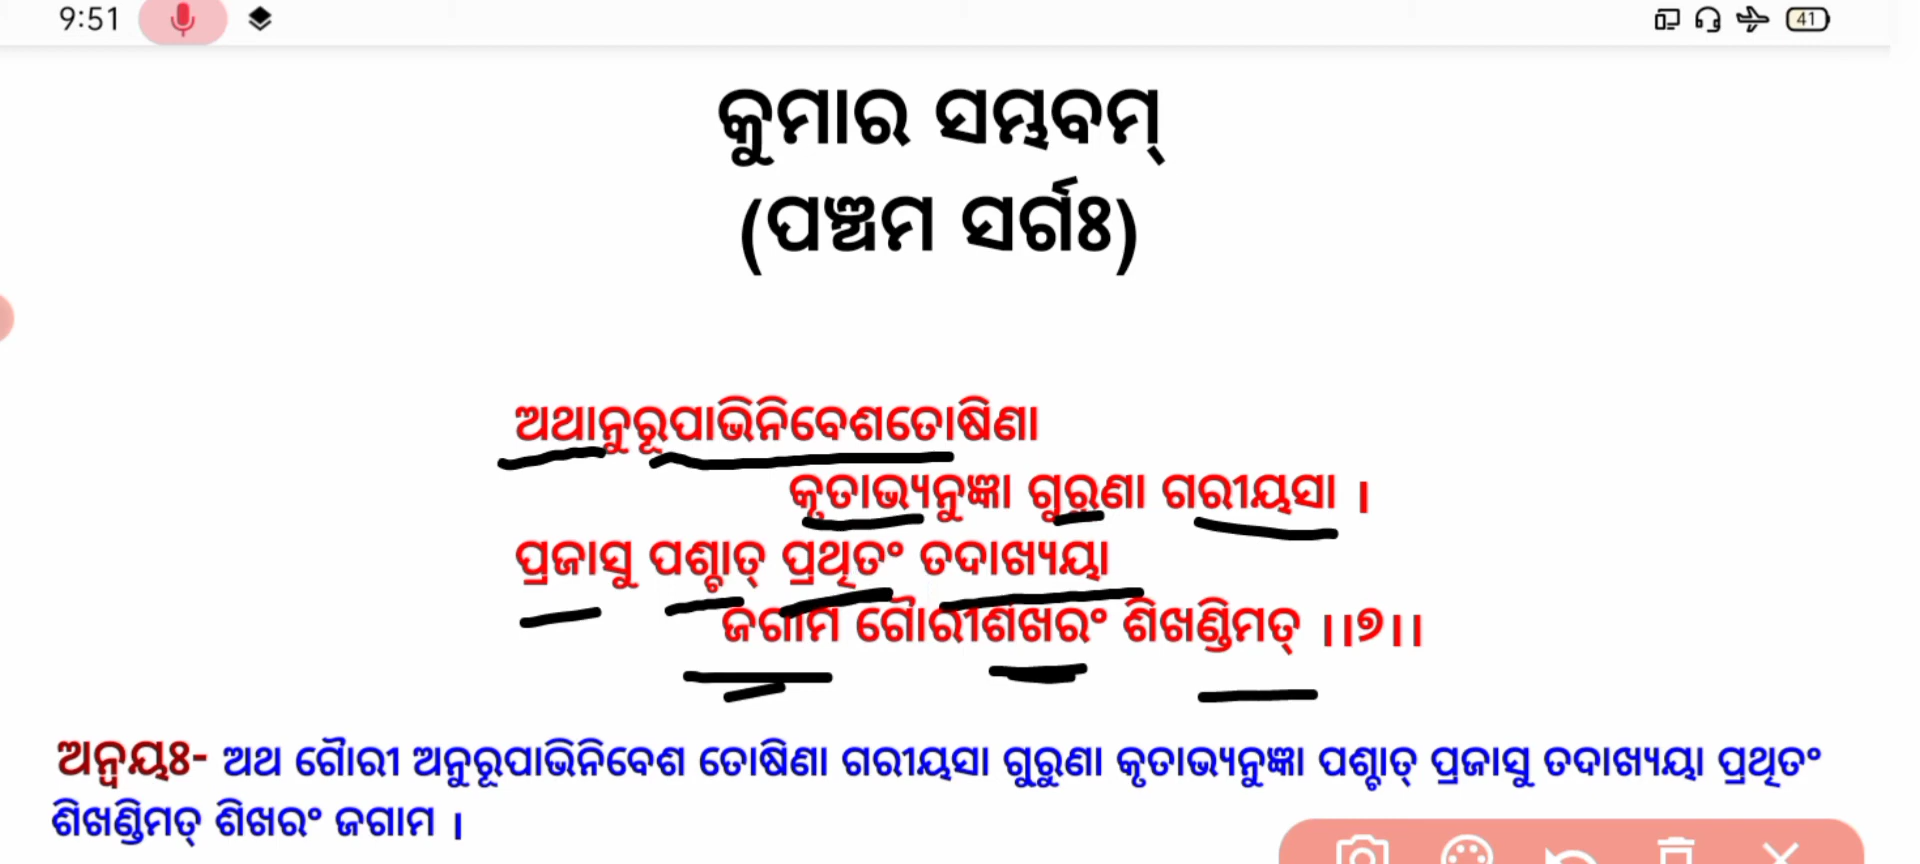 9:51
41
କୁମାର ସମ୍ଭବମ୍
(ପଞ୍ଚମ ସର୍ଗଃ)
ଅଥାନୁରୂପାଭିନିବେଶତୋଷିଣା
କୃତାଭ୍ୟନୁଜ୍ଞା ଗୁରୁଣା ଗରୀୟସା ।
ପ୍ରଜାସୁ ପଶ୍ଚାତ୍ ପ୍ରଥିତଂ ତଦାଖ୍ୟୟା
ଜଗାମ ଗୌରୀଶିଖରଂ ଶିଖଣ୍ଡିମତ୍ ।।୭।।
ଅନ୍ୱୟଃ- ଅଥ ଗୌରୀ ଅନୁରୂପାଭିନିବେଶ ତୋଷିଣା ଗରୀୟସା ଗୁରୁଣା କୃତାଭ୍ୟନୁଜ୍ଞା ପଶ୍ଚାତ୍ ପ୍ରଜାସୁ ତଦାଖ୍ୟୟା ପ୍ରଥିତଂ
ଶିଖଣ୍ଡିମତ୍ ଶିଖରଂ ଜଗାମ ।